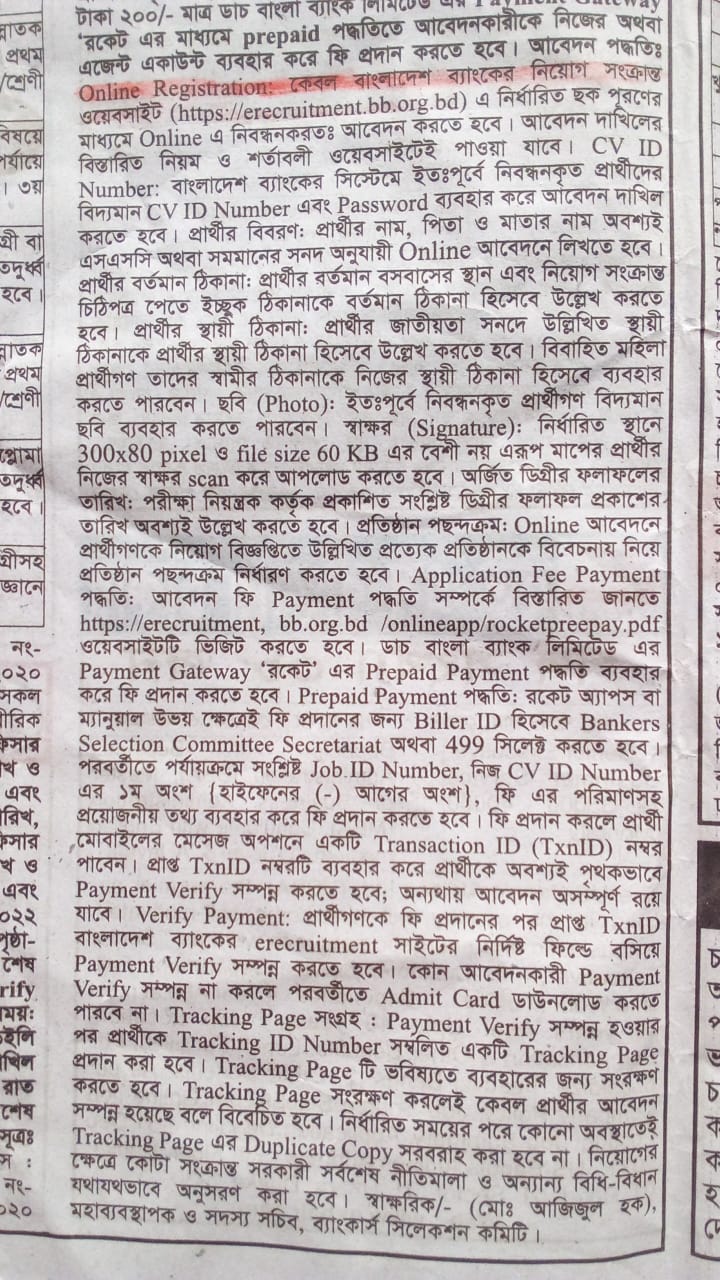 টাকা ২০০/- মাত্র ডাচ বাংলা ব্যাংক লিমিটেড এর Payment Gateway
'রকেট এর মাধ্যমে prepaid পদ্ধতিতে আবেদনকারীকে নিজের অথবা
এজেন্ট একাউন্ট ব্যবহার করে ফি প্রদান করতে হবে। আবেদন পদ্ধতিঃ
Online Registration: কেবল বাংলাদেশ ব্যাংকের নিয়োগ সংক্রান্ত
ওয়েবসাইট (https://erecruitment.bb.org.bd) এ নির্ধারিত ছক পূরণের
মাধ্যমে Online এ নিবন্ধনকরতঃ আবেদন করতে হবে। আবেদন দাখিলের
বিস্তারিত নিয়ম ও শর্তাবলী ওয়েবসাইটেই পাওয়া যাবে। CV ID
Number: বাংলাদেশ ব্যাংকের সিস্টেমে ইতঃপূর্বে নিবন্ধনকৃত প্রার্থীদের
বিদ্যমান CV ID Number এবং Password ব্যবহার করে আবেদন দাখিল
করতে হবে। প্রার্থীর বিবরণঃ প্রার্থীর নাম, পিতা ও মাতার নাম অবশ্যই
এসএসসি অথবা সমমানের সনদ অনুযায়ী Online আবেদনে লিখতে হবে।
প্রার্থীর বর্তমান ঠিকানাঃ প্রার্থীর বর্তমান বসবাসের স্থান এবং নিয়োগ সংক্রান্ত
চিঠিপত্র পেতে ইচ্ছুক ঠিকানাকে বর্তমান ঠিকানা হিসেবে উল্লেখ করতে
হবে। প্রার্থীর স্থায়ী ঠিকানাঃ প্রার্থীর জাতীয়তা সনদে উল্লিখিত স্থায়ী
ঠিকানাকে প্রার্থীর স্থায়ী ঠিকানা হিসেবে উল্লেখ করতে হবে। বিবাহিত মহিলা
প্রার্থীগণ তাদের স্বামীর ঠিকানাকে নিজের স্থায়ী ঠিকানা হিসেবে ব্যবহার
করতে পারবেন। ছবি (Photo): ইতঃপূর্বে নিবন্ধনকৃত প্রার্থীগণ বিদ্যমান
ছবি ব্যবহার করতে পারবেন। স্বাক্ষর (Signature): নির্ধারিত স্থানে
300x80 pixel ও file size 60 KB এর বেশী নয় এরূপ মাপের প্রার্থীর
নিজের স্বাক্ষর scan করে আপলোড করতে হবে। অর্জিত ডিগ্রীর ফলাফলের
তারিখঃ পরীক্ষা নিয়ন্ত্রক কর্তৃক প্রকাশিত সংশ্লিষ্ট ডিগ্রীর ফলাফল প্রকাশের
তারিখ অবশ্যই উল্লেখ করতে হবে। প্রতিষ্ঠান পছন্দক্রমঃ Online আবেদনে
প্রার্থীগণকে নিয়োগ বিজ্ঞপ্তিতে উল্লিখিত প্রত্যেক প্রতিষ্ঠানকে বিবেচনায় নিয়ে
প্রতিষ্ঠান পছন্দক্রম নির্ধারণ করতে হবে। Application Fee Payment
পদ্ধতিঃ আবেদন ফি Payment পদ্ধতি সম্পর্কে বিস্তারিত জানতে
https://erecruitment, bb.org.bd /onlineapp/rocketpreepay.pdf
ওয়েবসাইটটি ভিজিট করতে হবে। ডাচ বাংলা ব্যাংক লিমিটেড এর
Payment Gateway 'রকেট' এর Prepaid Payment পদ্ধতি ব্যবহার
করে ফি প্রদান করতে হবে। Prepaid Payment পদ্ধতি: রকেট অ্যাপস বা
ম্যানুয়াল উভয় ক্ষেত্রেই ফি প্রদানের জন্য Biller ID হিসেবে Bankers
Selection Committee Secretariat অথবা 499 সিলেক্ট করতে হবে।
পরবর্তীতে পর্যায়ক্রমে সংশ্লিষ্ট Job ID Number, নিজ CV ID Number
এর ১ম অংশ {হাইফেনের (-) আগের অংশ}, ফি এর পরিমাণসহ
প্রয়োজনীয় তথ্য ব্যবহার করে ফি প্রদান করতে হবে। ফি প্রদান করলে প্রার্থী
মোবাইলের মেসেজ অপশনে একটি Transaction ID (TxnID) নম্বর
পাবেন। প্রাপ্ত TxnID নম্বরটি ব্যবহার করে প্রার্থীকে অবশ্যই পৃথকভাবে
Payment Verify সম্পন্ন করতে হবে; অন্যথায় আবেদন অসম্পূর্ণ রয়ে
যাবে। Verify Payment: প্রার্থীগণকে ফি প্রদানের পর প্রাপ্ত TxnID
বাংলাদেশ ব্যাংকের erecruitment সাইটের নির্দিষ্ট ফিল্ডে বসিয়ে
Payment Verify সম্পন্ন করতে হবে। কোন আবেদনকারী Payment
Verify সম্পন্ন না করলে পরবর্তীতে Admit Card ডাউনলোড করতে
পারবে না। Tracking Page সংগ্রহ : Payment Verify সম্পন্ন হওয়ার
পর প্রার্থীকে Tracking ID Number সম্বলিত একটি Tracking Page
প্রদান করা হবে। Tracking Page টি ভবিষ্যতে ব্যবহারের জন্য সংরক্ষণ
করতে হবে। Tracking Page সংরক্ষণ করলেই কেবল প্রার্থীর আবেদন
সম্পন্ন হয়েছে বলে বিবেচিত হবে। নির্ধারিত সময়ের পরে কোনো অবস্থাতেই
Tracking Page এর Duplicate Copy সরবরাহ করা হবে না। নিয়োগের
ক্ষেত্রে কোটা সংক্রান্ত সরকারী সর্বশেষ নীতিমালা ও অন্যান্য বিধি-বিধান
যথাযথভাবে অনুসরণ করা হবে। স্বাক্ষরিক/- (মোঃ আজিজুল হক),
মহাব্যবস্থাপক ও সদস্য সচিব, ব্যাংকার্স সিলেকশন কমিটি।